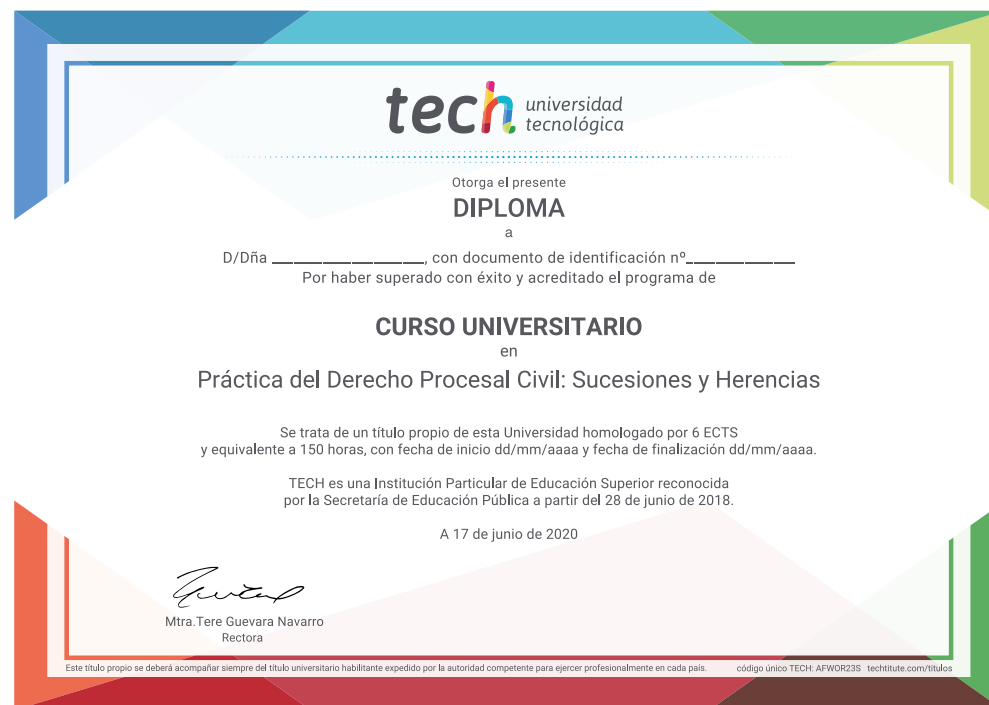 tech universidad
tecnológica
Otorga el presente
DIPLOMA
a
D/Dña ______________, con documento de identificación nº__________
Por haber superado con éxito y acreditado el programa de
CURSO UNIVERSITARIO
en
Práctica del Derecho Procesal Civil: Sucesiones y Herencias
Se trata de un título propio de esta Universidad homologado por 6 ECTS
y equivalente a 150 horas, con fecha de inicio dd/mm/aaaa y fecha de finalización dd/mm/aaaa.
TECH es una Institución Particular de Educación Superior reconocida
por la Secretaría de Educación Pública a partir del 28 de junio de 2018.
A 17 de junio de 2020
Mtra.Tere Guevara Navarro
Rectora
Este título propio se deberá acompañar siempre del título universitario habilitante expedido por la autoridad competente para ejercer profesionalmente en cada país. código único TECH: AFWOR23S techtitute.com/titulos